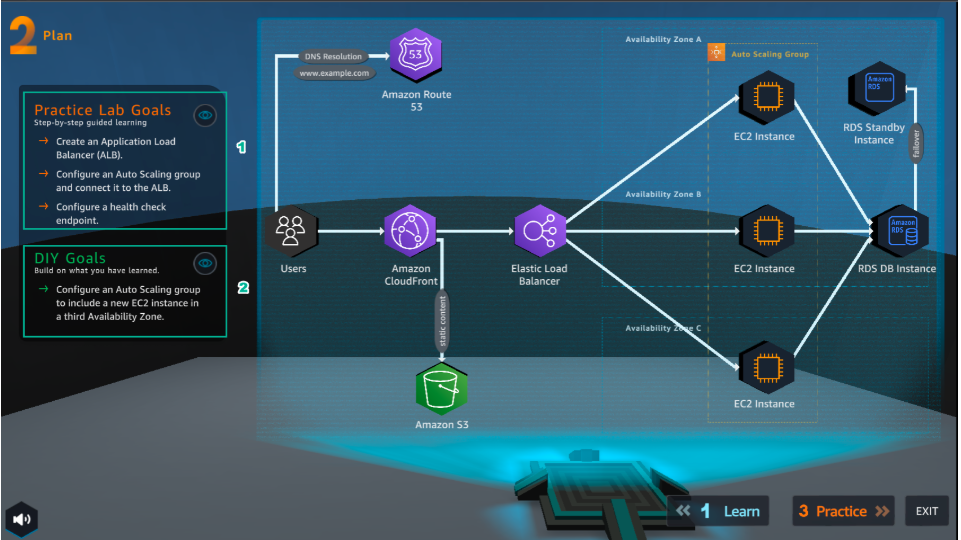 2 Plan
Practice Lab Goals
Step-by-step guided learning
→ Create an Application Load
Balancer (ALB).
→ Configure an Auto Scaling group
and connect it to the ALB.
→ Configure a health check
endpoint.
1
DIY Goals
Build on what you have learned.
→ Configure an Auto Scaling group
to include a new EC2 instance in
a third Availability Zone.
2
DNS Resolution
www.example.com
53
Amazon Route
53
Users
Amazon
CloudFront
static content
Amazon S3
Elastic Load
Balancer
Availability Zone A
Auto Scaling Group
EC2 Instance
Availability Zone B
EC2 Instance
Availability Zone C
EC2 Instance
Amazon
RDS
RDS Standby
Instance
Failover
Amazon
RDS
RDS DB Instance
1 Learn
3 Practice
EXIT